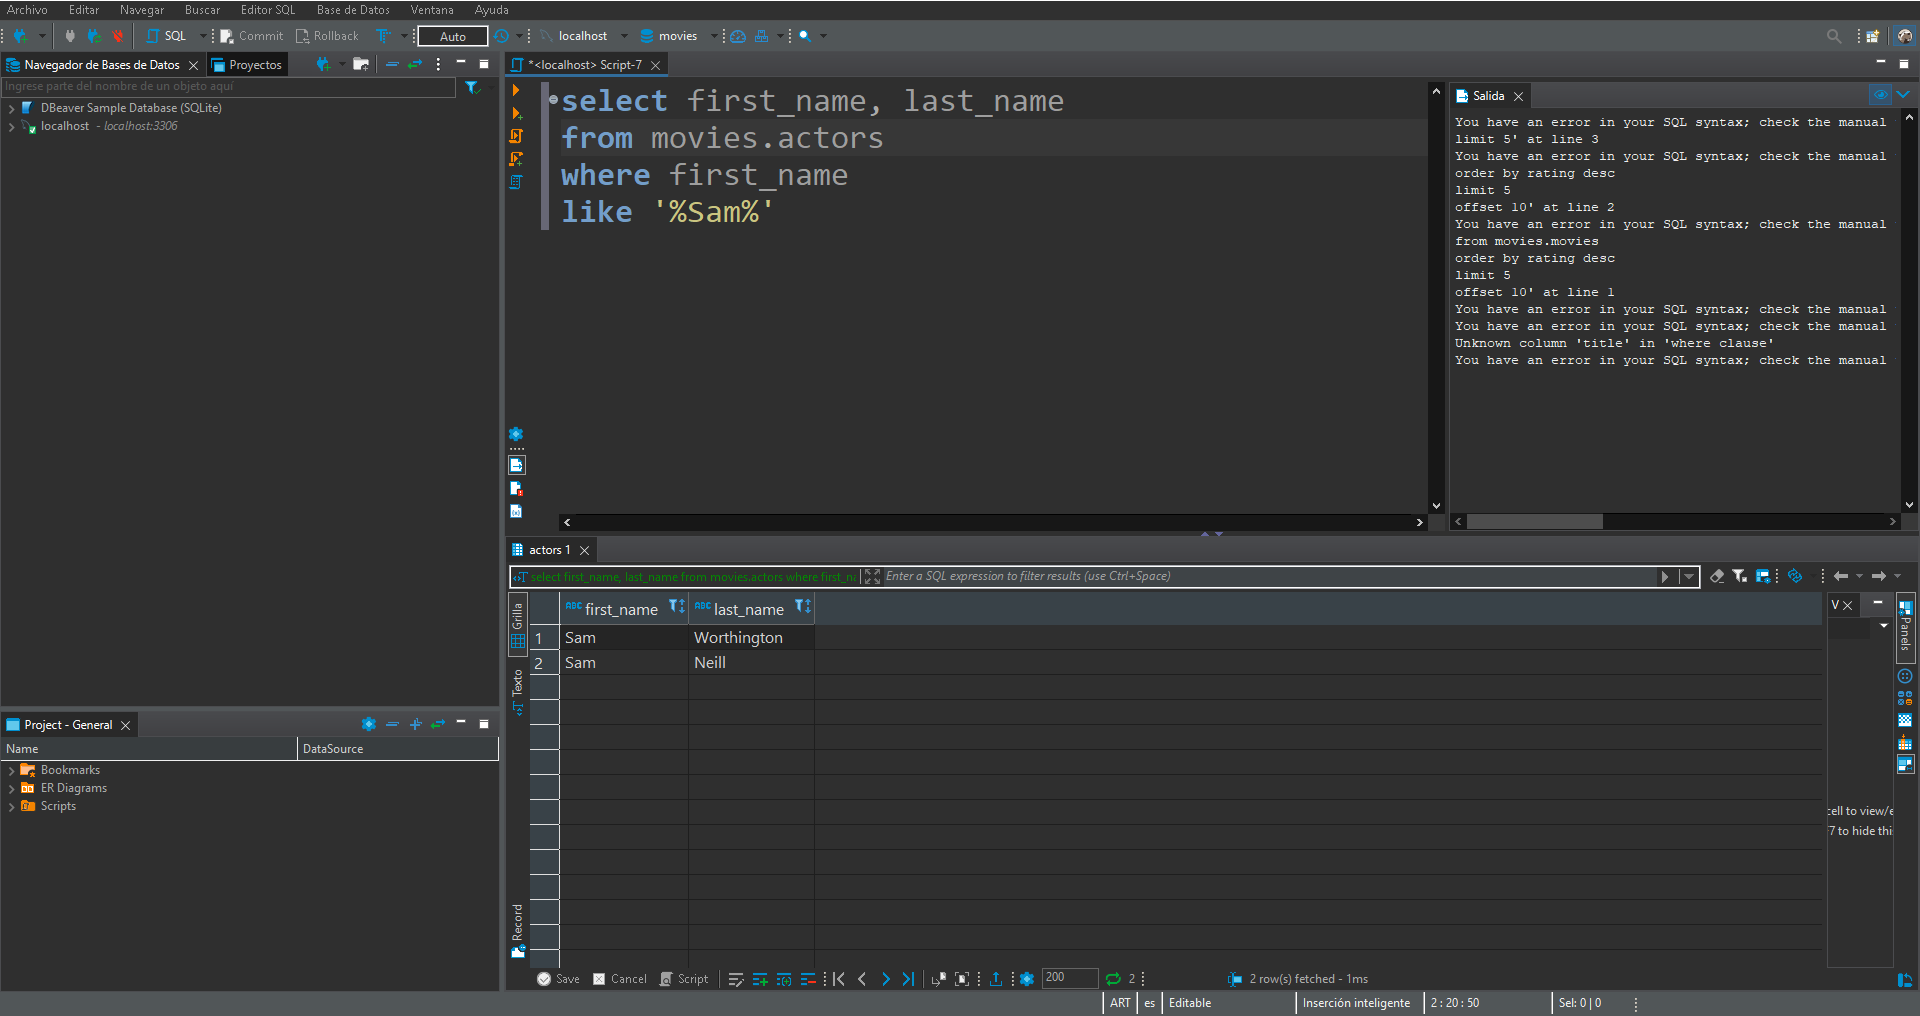 Archivo Editar Navegar Buscar Editor SQL Base de Datos Ventana Ayuda
SQL Commit Rollback Auto localhost movies
Navegador de Bases de Datos Proyectos
Ingrese parte del nombre de un objeto aquí
DBeaver Sample Database (SQLite)
localhost - localhost:3306
*<localhost> Script-7
select first_name, last_name
from movies.actors
where first_name
like '%Sam%'
Salida
You have an error in your SQL syntax; check the manual
limit 5' at line 3
You have an error in your SQL syntax; check the manual
order by rating desc
limit 5
offset 10' at line 2
You have an error in your SQL syntax; check the manual
from movies.movies
order by rating desc
limit 5
offset 10' at line 1
You have an error in your SQL syntax; check the manual
You have an error in your SQL syntax; check the manual
Unknown column 'title' in 'where clause'
You have an error in your SQL syntax; check the manual
Project - General
Name DataSource
Bookmarks
ER Diagrams
Scripts
actors 1
select first_name, last_name from movies.actors where first_na
Enter a SQL expression to filter results (use Ctrl+Space)
Grilla
Texto
Record
ABC first_name ABC last_name
1 Sam Worthington
2 Sam Neill
V
Panels
cell to view/e
7 to hide thi
Save Cancel Script 200 2 2 row(s) fetched - 1ms
ART es Editable Inserción inteligente 2 : 20 : 50 Sel: 0 | 0